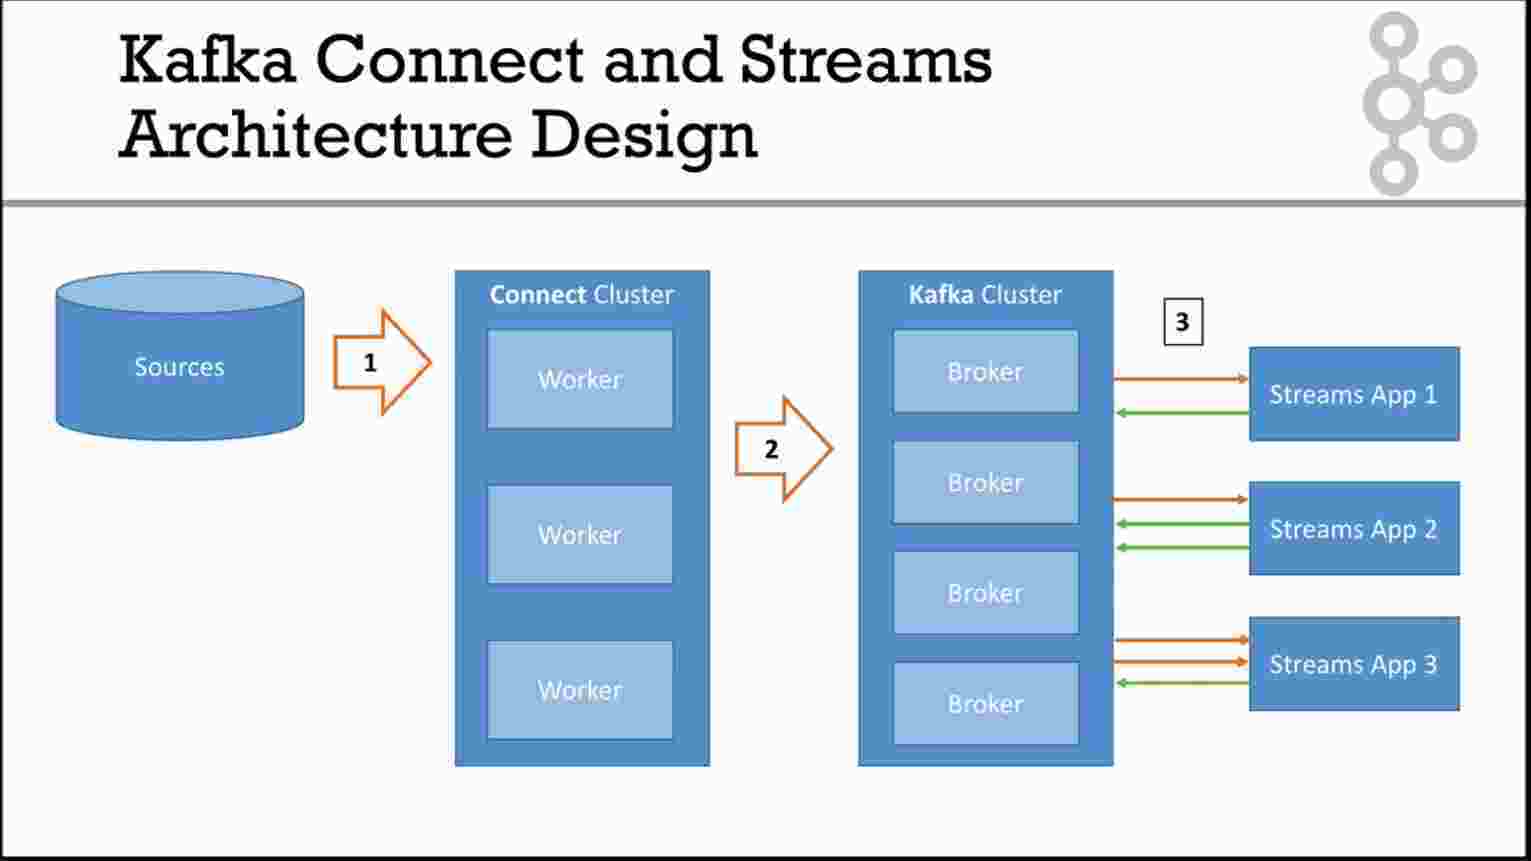 Kafka Connect and Streams
Architecture Design
Sources
1
Connect Cluster
Worker
Worker
Worker
2
Kafka Cluster
Broker
Broker
Broker
Broker
3
Streams App 1
Streams App 2
Streams App 3